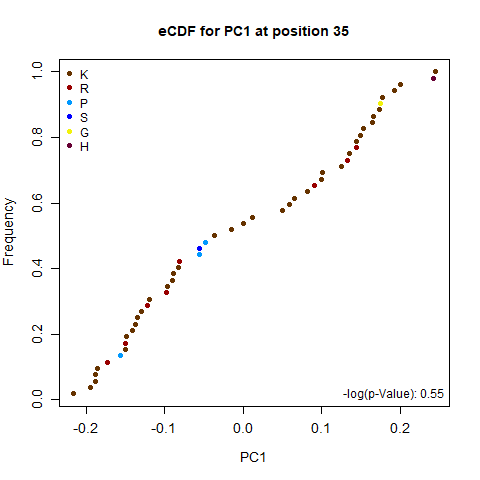 eCDF for PC1 at position 35
K
R
P
S
G
H
Frequency
1.0
0.8
0.6
0.4
0.2
0.0
-log(p-Value): 0.55
-0.2
-0.1
0.0
0.1
0.2
PC1